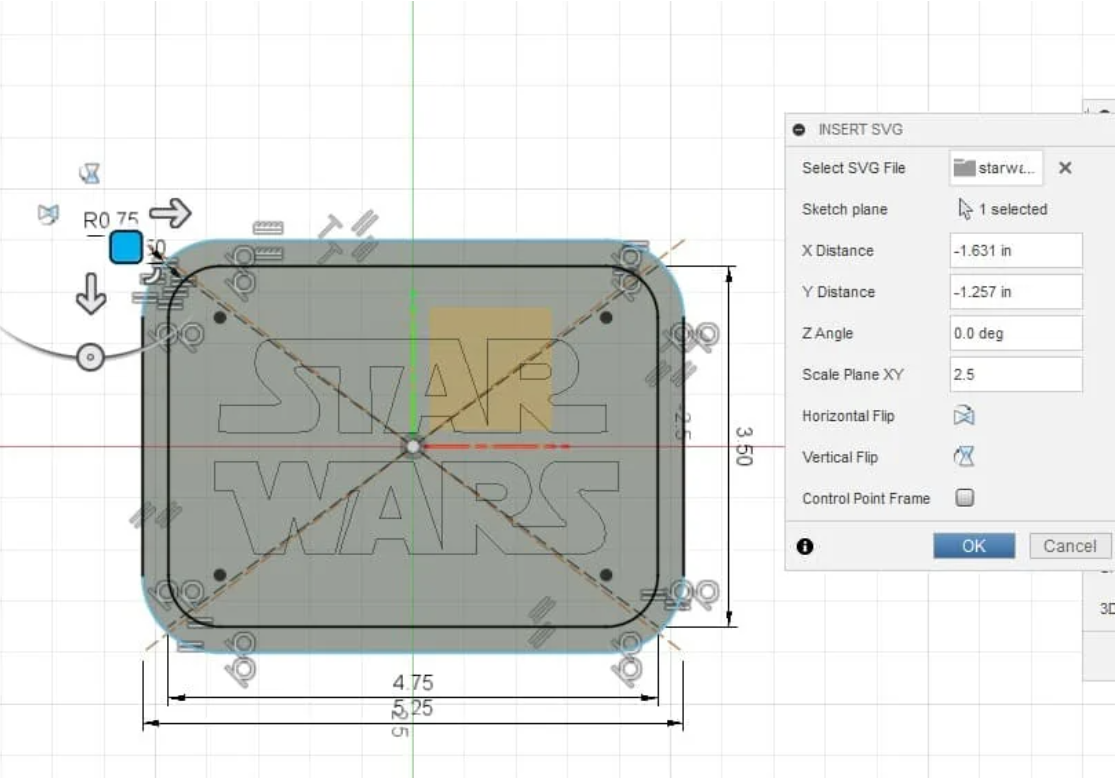 INSERT SVG
Select SVG File starwa...
Sketch plane 1 selected
X Distance -1.631 in
Y Distance -1.257 in
Z Angle 0.0 deg
Scale Plane XY 2.5
Horizontal Flip
Vertical Flip
Control Point Frame
OK Cancel
R0.75
50
STAR
WARS
-2.5
3.50
3D
4.75
5.25
-2.5